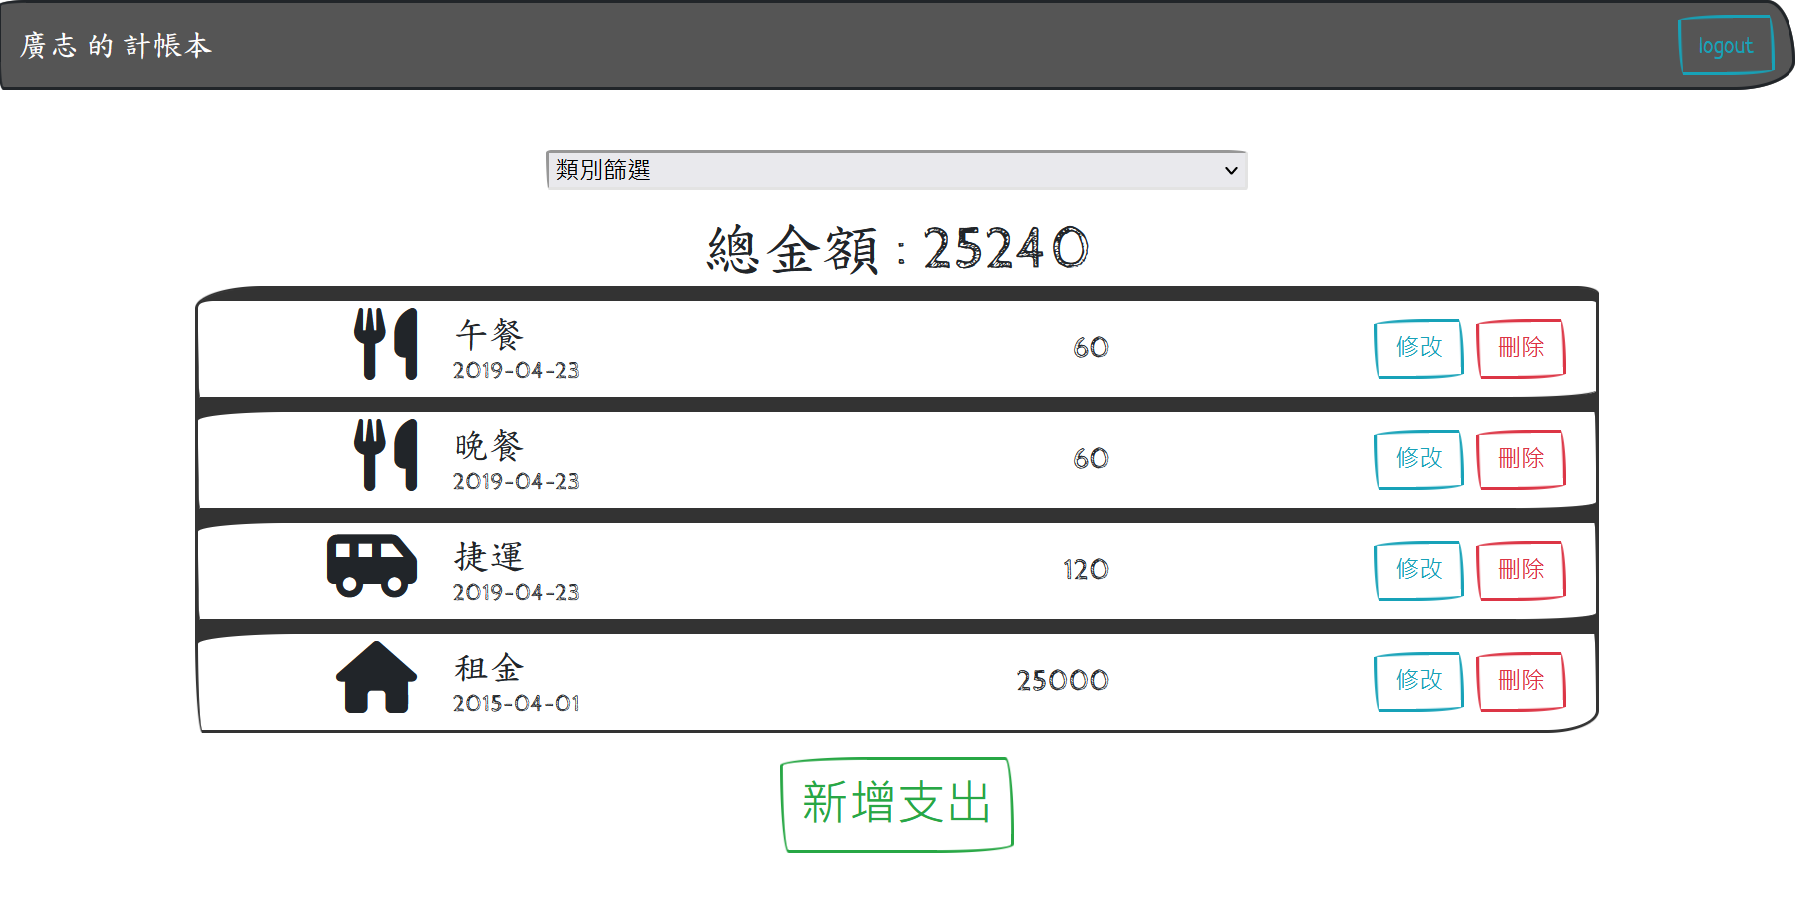 廣志 的 計帳本
logout
類別篩選
總金額 : 25240
午餐
2019-04-23
60
修改
刪除
晚餐
2019-04-23
60
修改
刪除
捷運
2019-04-23
120
修改
刪除
租金
2015-04-01
25000
修改
刪除
新增支出